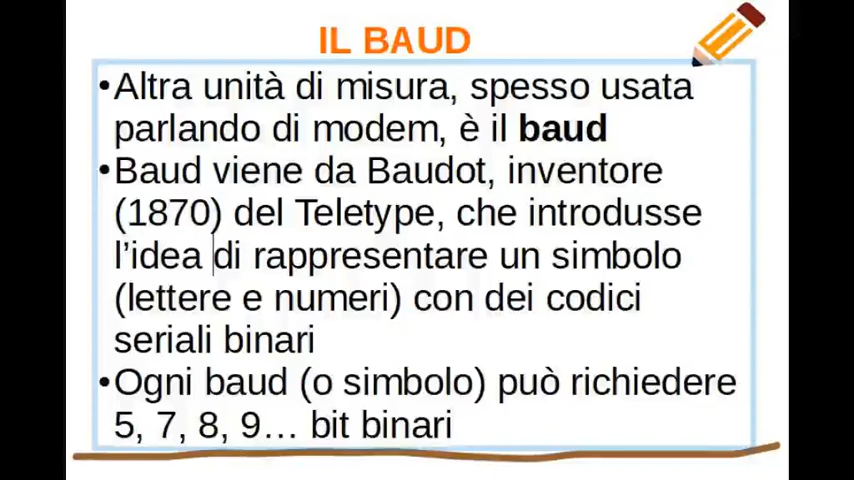 IL BAUD
•Altra unità di misura, spesso usata
parlando di modem, è il baud
•Baud viene da Baudot, inventore
(1870) del Teletype, che introdusse
l’idea di rappresentare un simbolo
(lettere e numeri) con dei codici
seriali binari
•Ogni baud (o simbolo) può richiedere
5, 7, 8, 9… bit binari